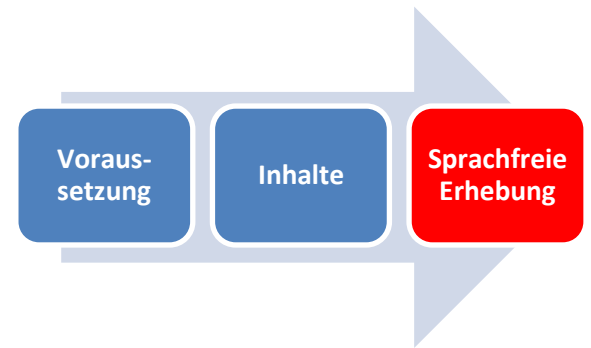 Voraus-
setzung
Inhalte
Sprachfreie
Erhebung